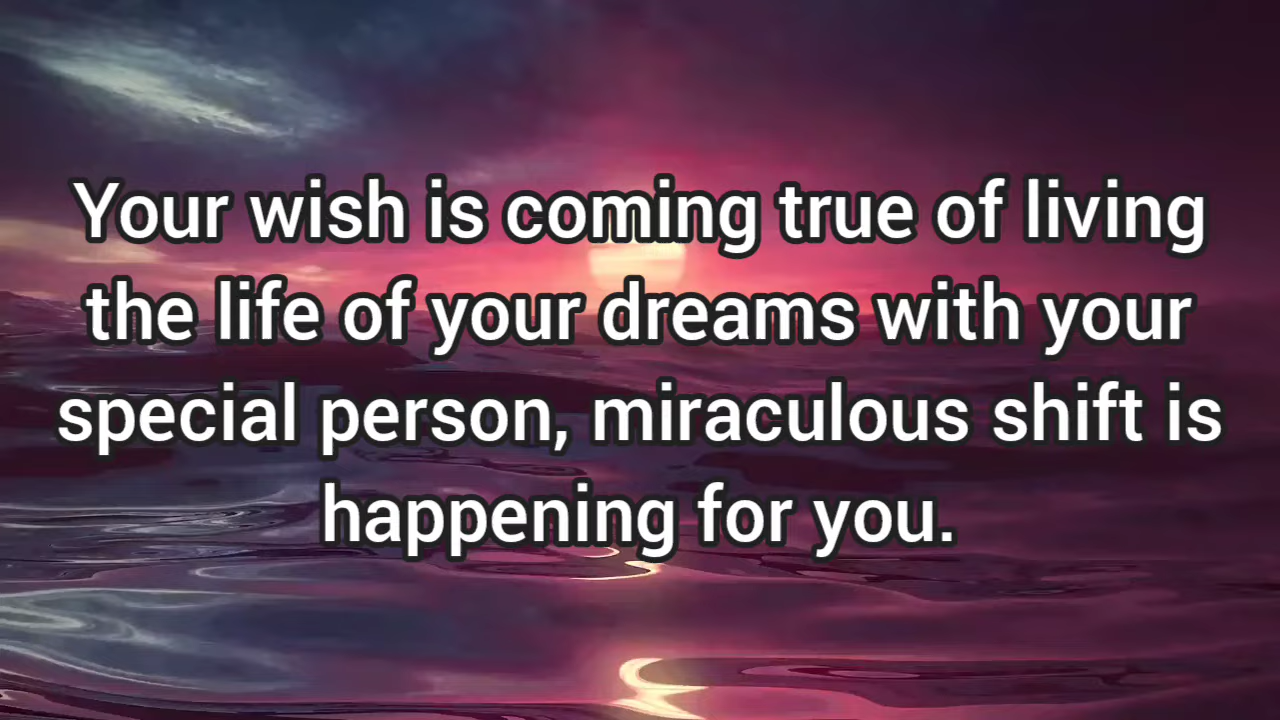 Your wish is coming true of living
the life of your dreams with your
special person, miraculous shift is
happening for you.